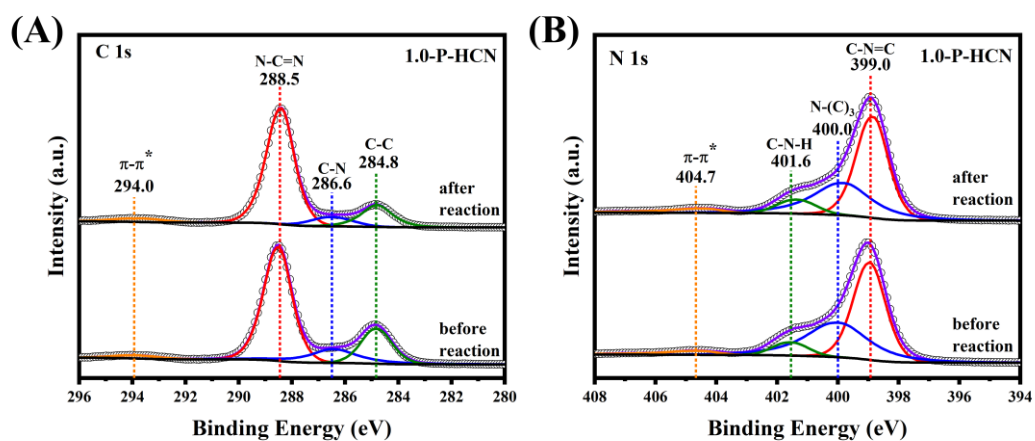 (A)
C 1s
1.0-P-HCN
N-C=N
288.5
C-C
284.8
C-N
286.6
π-π*
294.0
after
reaction
before
reaction
Intensity (a.u.)
296 294 292 290 288 286 284 282 280
Binding Energy (eV)
(B)
N 1s
1.0-P-HCN
C-N=C
399.0
N-(C)₃
400.0
C-N-H
401.6
π-π*
404.7
after
reaction
before
reaction
Intensity (a.u.)
408 406 404 402 400 398 396 394
Binding Energy (eV)